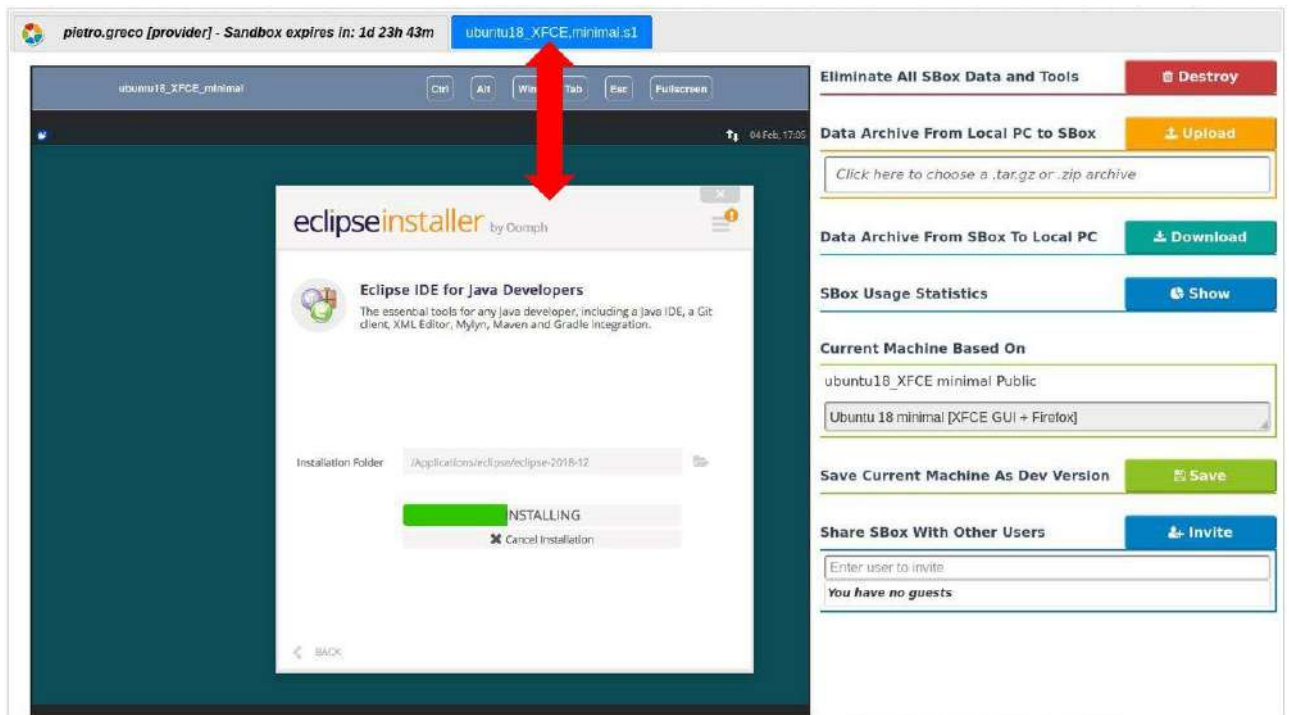 pietro.greco [provider] - Sandbox expires in: 1d 23h 43m
ubuntu18_XFCE,minimal.s1
ubuntu18_XFCE_minimal
Ctrl
Alt
Win
Tab
Esc
Fullscreen
04 Feb, 17:05
eclipseinstaller by Oomph
Eclipse IDE for Java Developers
The essential tools for any Java developer, including a Java IDE, a Git
client, XML Editor, Mylyn, Maven and Gradle integration.
Installation Folder
/Applications/eclipse/eclipse-2018-12
NSTALLING
Cancel Installation
BACK
Eliminate All SBox Data and Tools
Destroy
Data Archive From Local PC to SBox
Upload
Click here to choose a .tar.gz or .zip archive
Data Archive From SBox To Local PC
Download
SBox Usage Statistics
Show
Current Machine Based On
ubuntu18_XFCE minimal Public
Ubuntu 18 minimal [XFCE GUI + Firefox]
Save Current Machine As Dev Version
Save
Share SBox With Other Users
Invite
Enter user to invite
You have no guests